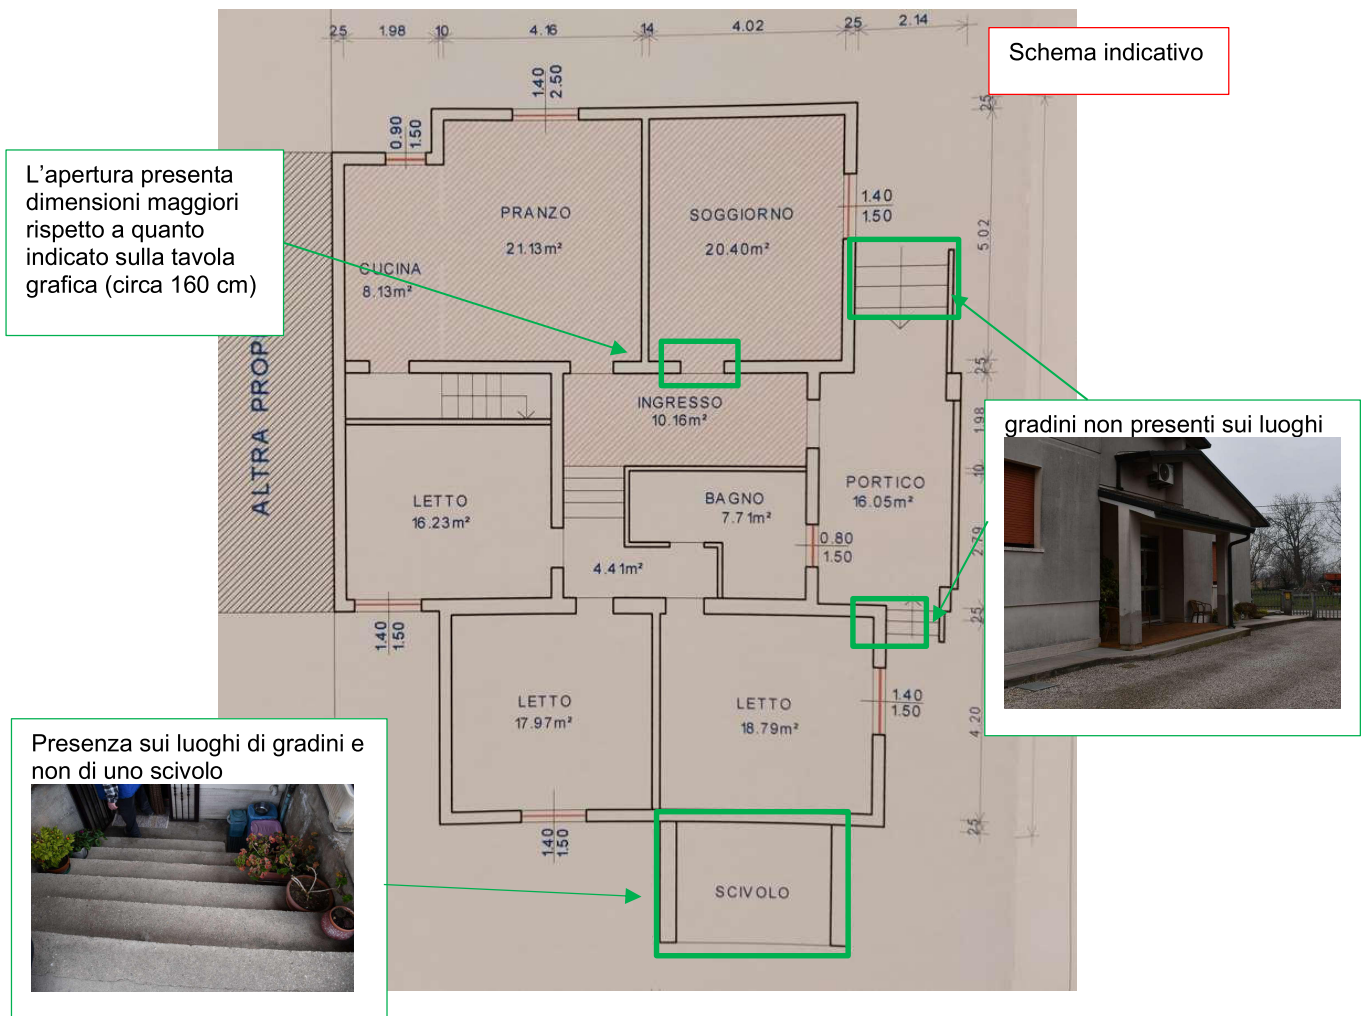 25 1.98 10 4.16 14 4.02 25 2.14
Schema indicativo
1.40
2.50
0.90
1.50
25
L'apertura presenta
dimensioni maggiori
rispetto a quanto
indicato sulla tavola
grafica (circa 160 cm)
PRANZO
21.13m²
SOGGIORNO
20.40m²
1.40
1.50
5.02
CUCINA
8.13m²
ALTRA PROP
25
INGRESSO
10.16m²
1.98
gradini non presenti sui luoghi
10
LETTO
16.23m²
BAGNO
7.71m²
PORTICO
16.05m²
0.80
1.50
2.79
4.41m²
25
1.40
1.50
LETTO
17.97m²
LETTO
18.79m²
1.40
1.50
4.20
Presenza sui luoghi di gradini e
non di uno scivolo
1.40
1.50
25
SCIVOLO